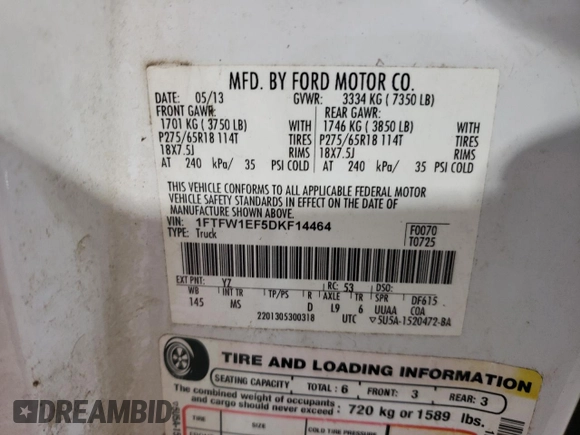 MFD. BY FORD MOTOR CO.
DATE: 05/13 GVWR: 3334 KG ( 7350 LB)
FRONT GAWR: REAR GAWR:
1701 KG ( 3750 LB) WITH 1746 KG ( 3850LB) WITH
P275/65R18 114T TIRES P275/65R18 114T TIRES
18X7.5J RIMS 18X7.5J RIMS
AT 240 kPa/ 35 PSI COLD AT 240 kPa/ 35 PSI COLD
THIS VEHICLE CONFORMS TO ALL APPLICABLE FEDERAL MOTOR
VEHICLE SAFETY STANDARDS IN EFFECT ON THE DATE OF
MANUFACTURE SHOWN ABOVE.
VIN: 1FTFW1EF5DKF14464 F0070
TYPE: Truck T0725
EXT PNT: YZ RC: 53 DSO:
WB INT TR TP/PS R AXLE TR SPR DF615
145 MS D L9 6 UUAA
2201305300318 UTC 5U5A-1520472-BA
TIRE AND LOADING INFORMATION
SEATING CAPACITY TOTAL: 6 FRONT: 3 REAR: 3
The combined weight of occupants
and cargo should never exceed: 720 kg or 1589 lbs.
TIRE SIZE COLD TIRE
DREAMBID